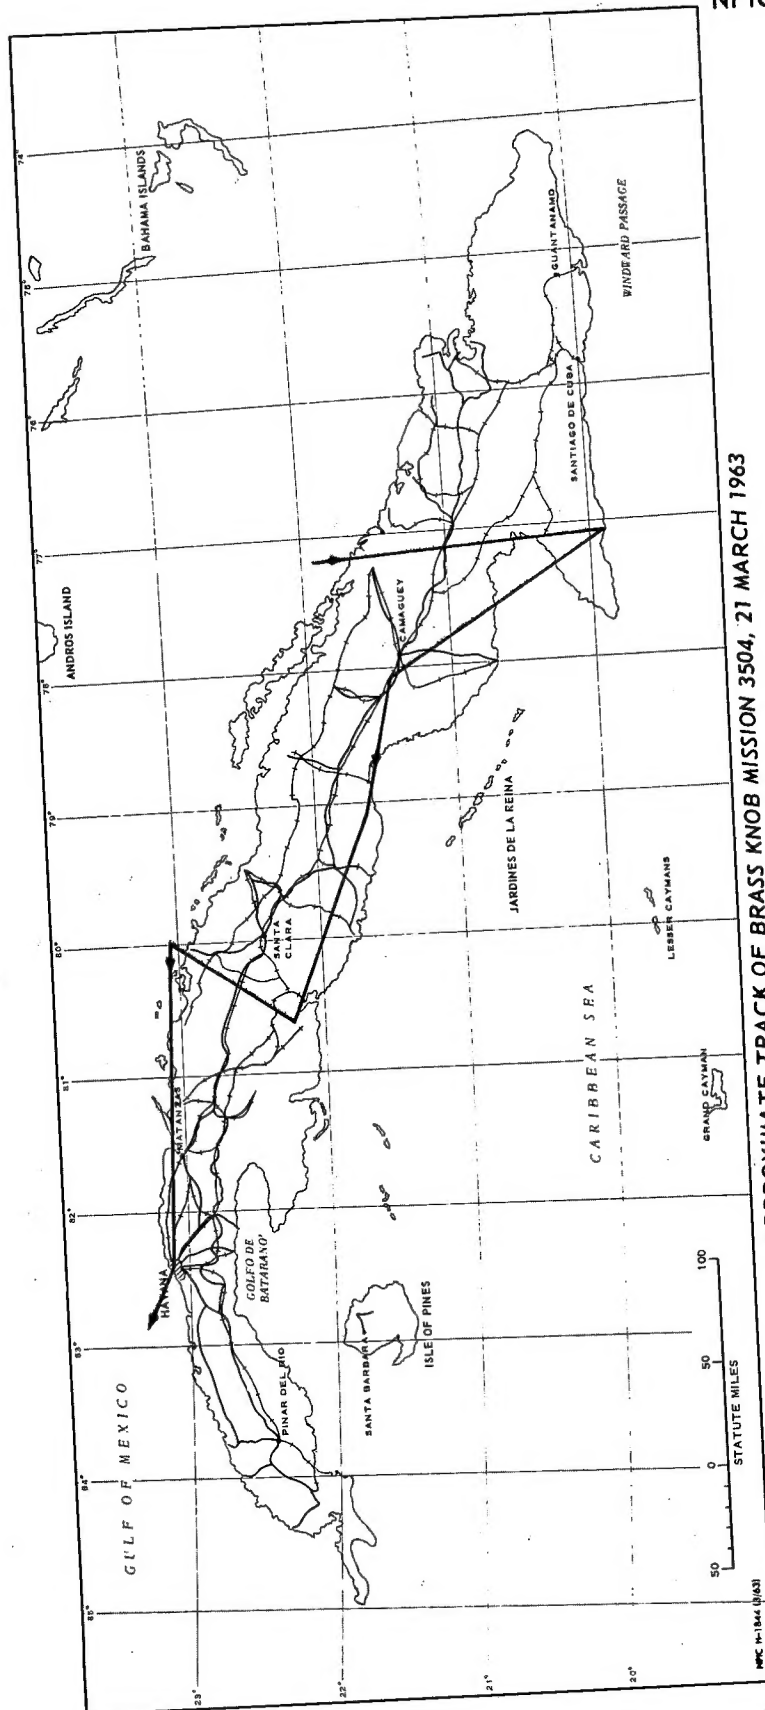 74°
75°
76°
77°
78°
79°
80°
81°
82°
83°
84°
85°
23°
22°
21°
20°
GULF OF MEXICO
HAVANA
MATANZAS
PINAR DEL RIO
GOLFO DE
BATABANO
SANTA BARBARA
ISLE OF PINES
SANTA
CLARA
ANDROS ISLAND
BAHAMA ISLANDS
CAMAGUEY
JARDINES DE LA REINA
SANTIAGO DE CUBA
GUANTANAMO
WINDWARD PASSAGE
CARIBBEAN SEA
LESSER CAYMANS
GRAND CAYMAN
50 0 50 100
STATUTE MILES
TRACK OF BRASS KNOB MISSION 3504, 21 MARCH 1963